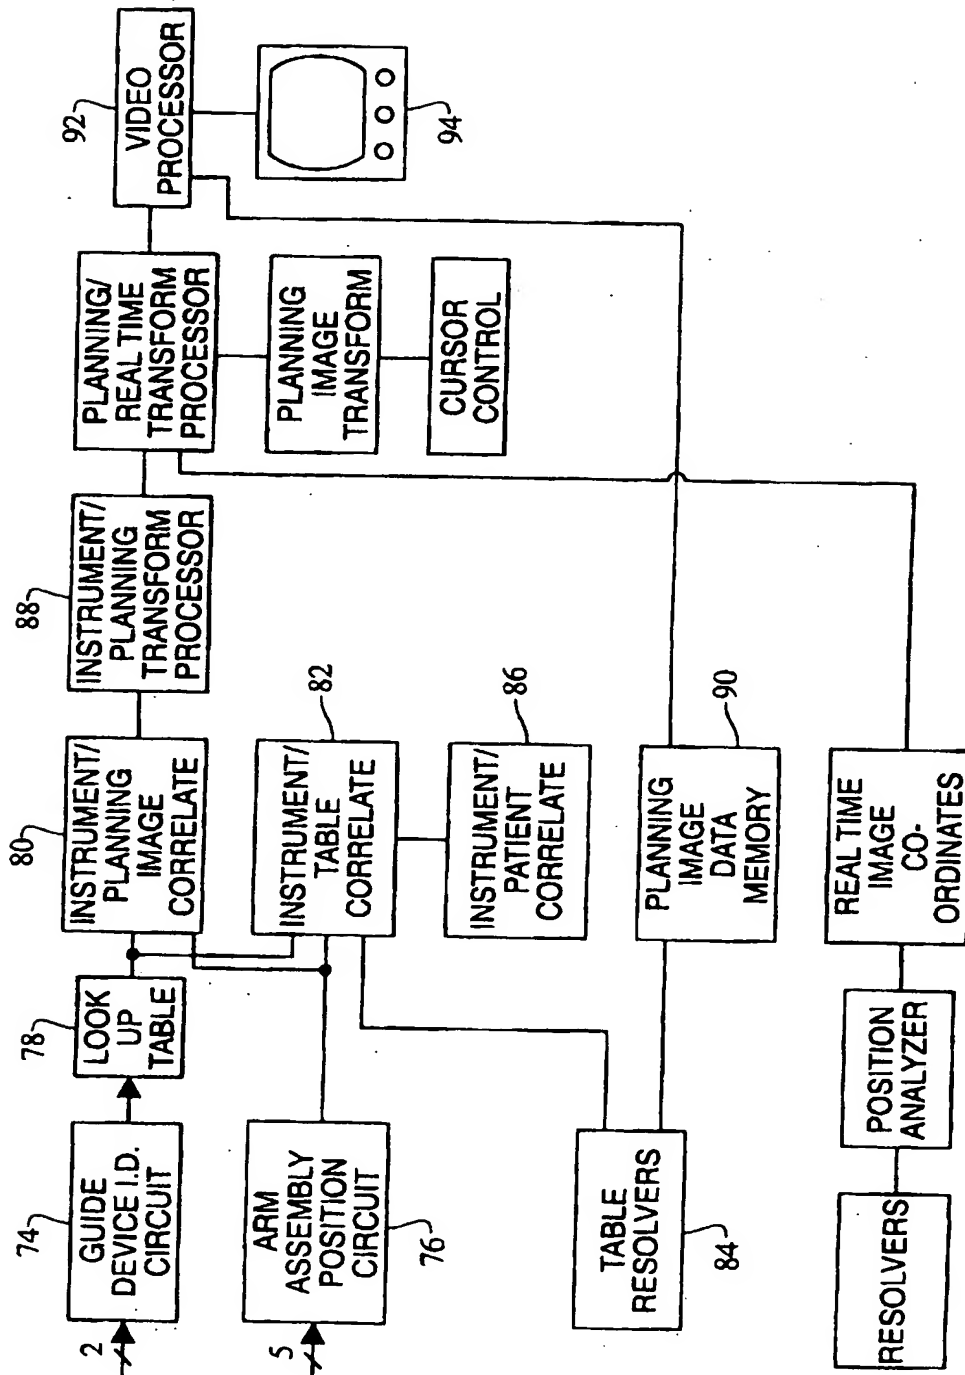 2
GUIDE
DEVICE I.D.
CIRCUIT
74
LOOK
UP
TABLE
78
INSTRUMENT/
PLANNING
IMAGE
CORRELATE
80
INSTRUMENT/
PLANNING
TRANSFORM
PROCESSOR
88
PLANNING/
REAL TIME
TRANSFORM
PROCESSOR
VIDEO
PROCESSOR
92
94
5
ARM
ASSEMBLY
POSITION
CIRCUIT
76
INSTRUMENT/
TABLE
CORRELATE
82
PLANNING
IMAGE
TRANSFORM
INSTRUMENT/
PATIENT
CORRELATE
86
CURSOR
CONTROL
TABLE
RESOLVERS
84
PLANNING
IMAGE
DATA
MEMORY
90
RESOLVERS
POSITION
ANALYZER
REAL TIME
IMAGE
CO-
ORDINATES